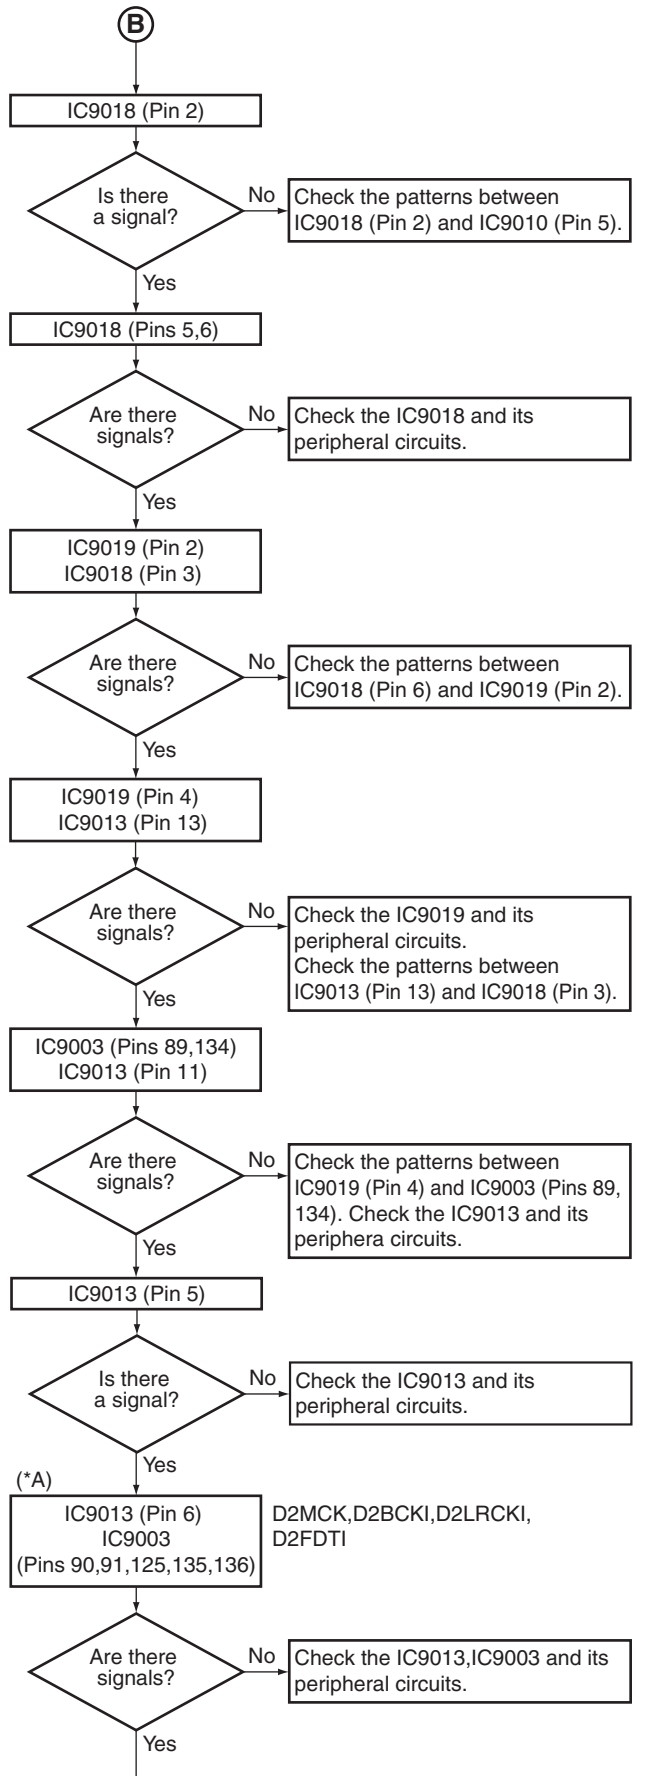 B
IC9018 (Pin 2)
Is there
a signal?
No
Check the patterns between
IC9018 (Pin 2) and IC9010 (Pin 5).
Yes
IC9018 (Pins 5,6)
Are there
signals?
No
Check the IC9018 and its
peripheral circuits.
Yes
IC9019 (Pin 2)
IC9018 (Pin 3)
Are there
signals?
No
Check the patterns between
IC9018 (Pin 6) and IC9019 (Pin 2).
Yes
IC9019 (Pin 4)
IC9013 (Pin 13)
Are there
signals?
No
Check the IC9019 and its
peripheral circuits.
Check the patterns between
IC9013 (Pin 13) and IC9018 (Pin 3).
Yes
IC9003 (Pins 89,134)
IC9013 (Pin 11)
Are there
signals?
No
Check the patterns between
IC9019 (Pin 4) and IC9003 (Pins 89,
134). Check the IC9013 and its
periphera circuits.
Yes
IC9013 (Pin 5)
Is there
a signal?
No
Check the IC9013 and its
peripheral circuits.
Yes
(*A)
IC9013 (Pin 6)
IC9003
(Pins 90,91,125,135,136)
D2MCK,D2BCKI,D2LRCKI,
D2FDTI
Are there
signals?
No
Check the IC9013,IC9003 and its
peripheral circuits.
Yes